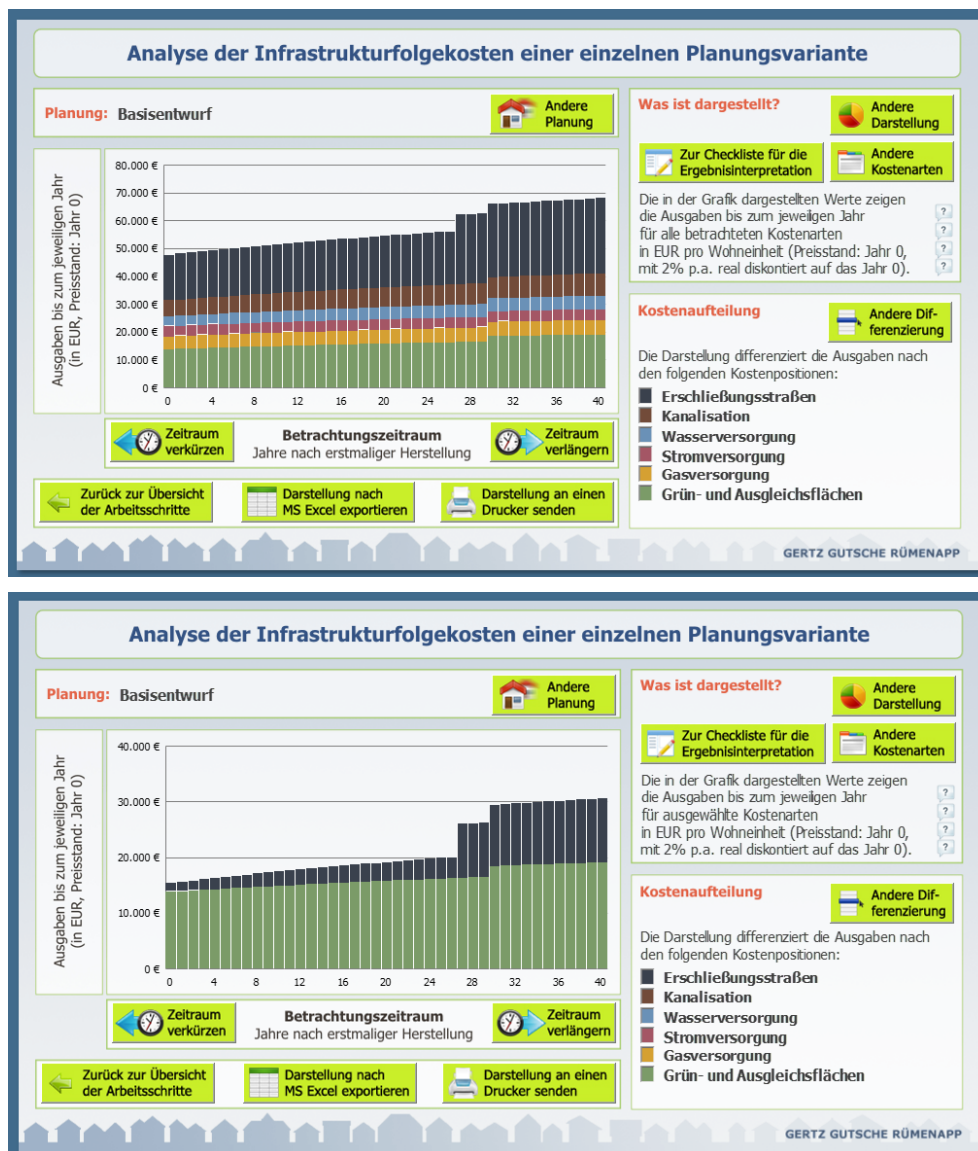 Analyse der Infrastrukturfolgekosten einer einzelnen Planungsvariante
Planung: Basisentwurf
Andere
Planung
Ausgaben bis zum jeweiligen Jahr
(in EUR, Preisstand: Jahr 0)
80.000 €
70.000 €
60.000 €
50.000 €
40.000 €
30.000 €
20.000 €
10.000 €
0 €
0 4 8 12 16 20 24 28 32 36 40
Zeitraum
verkürzen
Betrachtungszeitraum
Jahre nach erstmaliger Herstellung
Zeitraum
verlängern
Zurück zur Übersicht
der Arbeitsschritte
Darstellung nach
MS Excel exportieren
Darstellung an einen
Drucker senden
Was ist dargestellt?
Andere
Darstellung
Zur Checkliste für die
Ergebnisinterpretation
Andere
Kostenarten
Die in der Grafik dargestellten Werte zeigen
die Ausgaben bis zum jeweiligen Jahr
für alle betrachteten Kostenarten
in EUR pro Wohneinheit (Preisstand: Jahr 0,
mit 2% p.a. real diskontiert auf das Jahr 0).
?
?
?
?
Kostenaufteilung
Andere Dif-
ferenzierung
Die Darstellung differenziert die Ausgaben nach
den folgenden Kostenpositionen:
Erschließungsstraßen
Kanalisation
Wasserversorgung
Stromversorgung
Gasversorgung
Grün- und Ausgleichsflächen
GERTZ GUTSCHE RÜMENAPP
Analyse der Infrastrukturfolgekosten einer einzelnen Planungsvariante
Planung: Basisentwurf
Andere
Planung
Ausgaben bis zum jeweiligen Jahr
(in EUR, Preisstand: Jahr 0)
40.000 €
30.000 €
20.000 €
10.000 €
0 €
0 4 8 12 16 20 24 28 32 36 40
Zeitraum
verkürzen
Betrachtungszeitraum
Jahre nach erstmaliger Herstellung
Zeitraum
verlängern
Zurück zur Übersicht
der Arbeitsschritte
Darstellung nach
MS Excel exportieren
Darstellung an einen
Drucker senden
Was ist dargestellt?
Andere
Darstellung
Zur Checkliste für die
Ergebnisinterpretation
Andere
Kostenarten
Die in der Grafik dargestellten Werte zeigen
die Ausgaben bis zum jeweiligen Jahr
für ausgewählte Kostenarten
in EUR pro Wohneinheit (Preisstand: Jahr 0,
mit 2% p.a. real diskontiert auf das Jahr 0).
?
?
?
?
Kostenaufteilung
Andere Dif-
ferenzierung
Die Darstellung differenziert die Ausgaben nach
den folgenden Kostenpositionen:
Erschließungsstraßen
Kanalisation
Wasserversorgung
Stromversorgung
Gasversorgung
Grün- und Ausgleichsflächen
GERTZ GUTSCHE RÜMENAPP